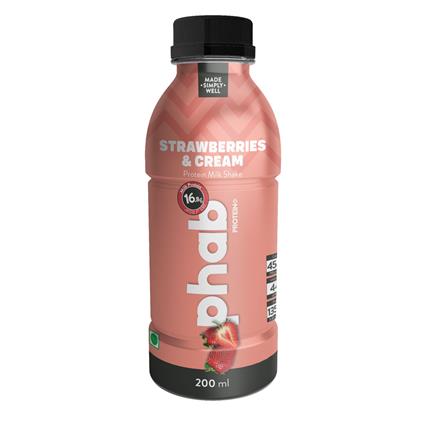 MADE
SIMPLY
WELL
STRAWBERRIES
& CREAM
Protein Milk Shake
16.8g
phab
PROTEIN
200 ml